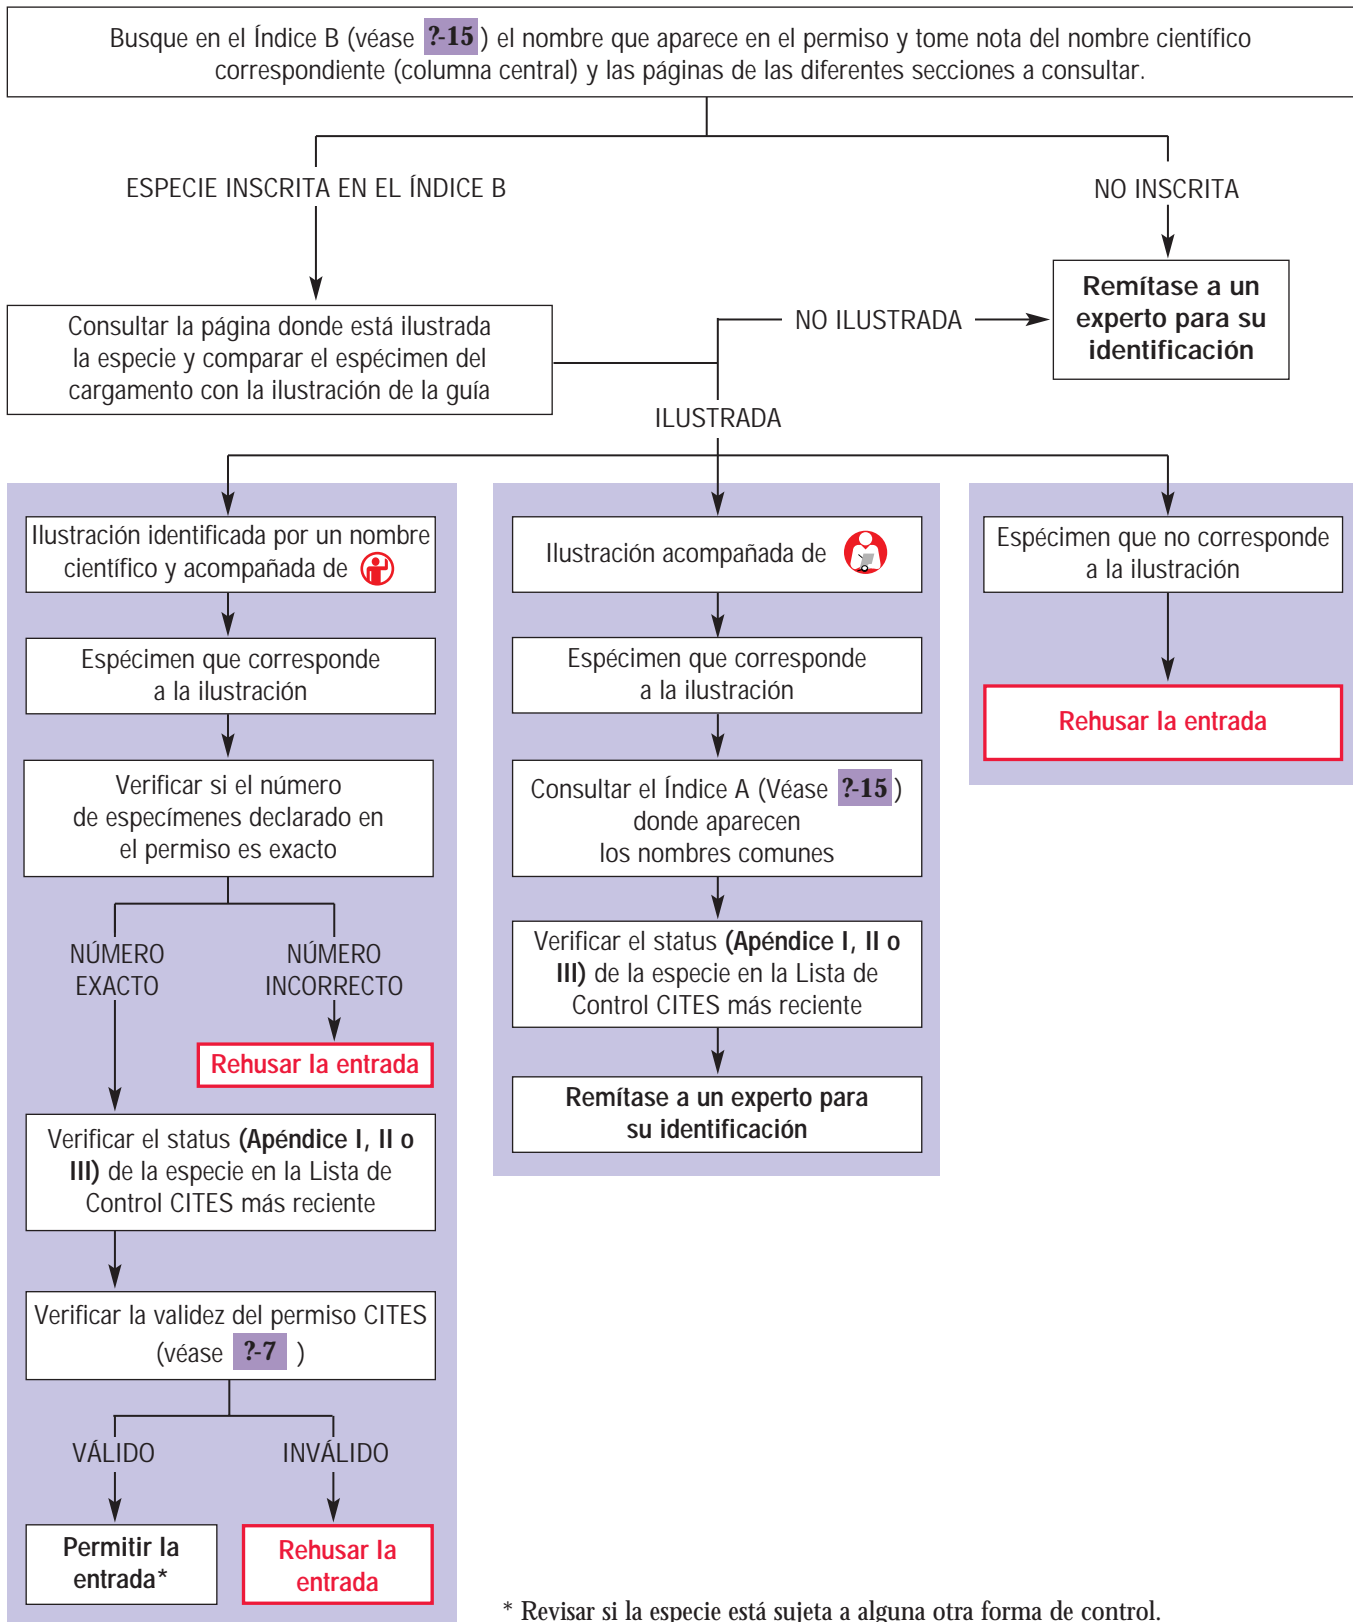 Busque en el Índice B (véase ?-15 ) el nombre que aparece en el permiso y tome nota del nombre científico
correspondiente (columna central) y las páginas de las diferentes secciones a consultar.
ESPECIE INSCRITA EN EL ÍNDICE B
NO INSCRITA
Consultar la página donde está ilustrada
la especie y comparar el espécimen del
cargamento con la ilustración de la guía
NO ILUSTRADA
Remítase a un
experto para su
identificación
ILUSTRADA
Ilustración identificada por un nombre
científico y acompañada de
Espécimen que corresponde
a la ilustración
Verificar si el número
de especímenes declarado en
el permiso es exacto
NÚMERO
EXACTO
NÚMERO
INCORRECTO
Rehusar la entrada
Verificar el status (Apéndice I, II o
III) de la especie en la Lista de
Control CITES más reciente
Verificar la validez del permiso CITES
(véase ?-7 )
VÁLIDO
INVÁLIDO
Permitir la
entrada*
Rehusar la
entrada
Ilustración acompañada de
Espécimen que corresponde
a la ilustración
Consultar el Índice A (Véase ?-15 )
donde aparecen
los nombres comunes
Verificar el status (Apéndice I, II o
III) de la especie en la Lista de
Control CITES más reciente
Remítase a un experto para
su identificación
Espécimen que no corresponde
a la ilustración
Rehusar la entrada
* Revisar si la especie está sujeta a alguna otra forma de control.